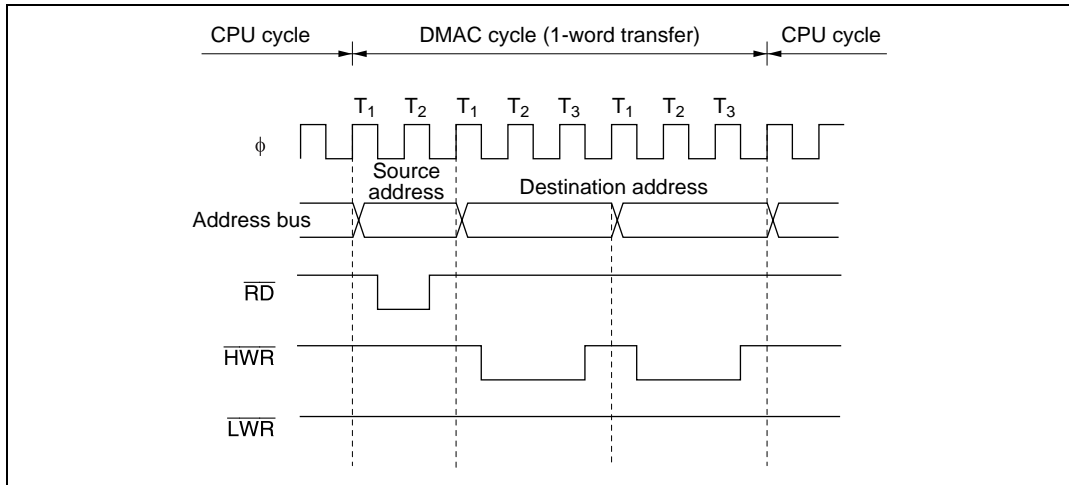 CPU cycle DMAC cycle (1-word transfer) CPU cycle
T1 T2 T1 T2 T3 T1 T2 T3
ϕ
Source
address
Destination address
Address bus
RD
HWR
LWR